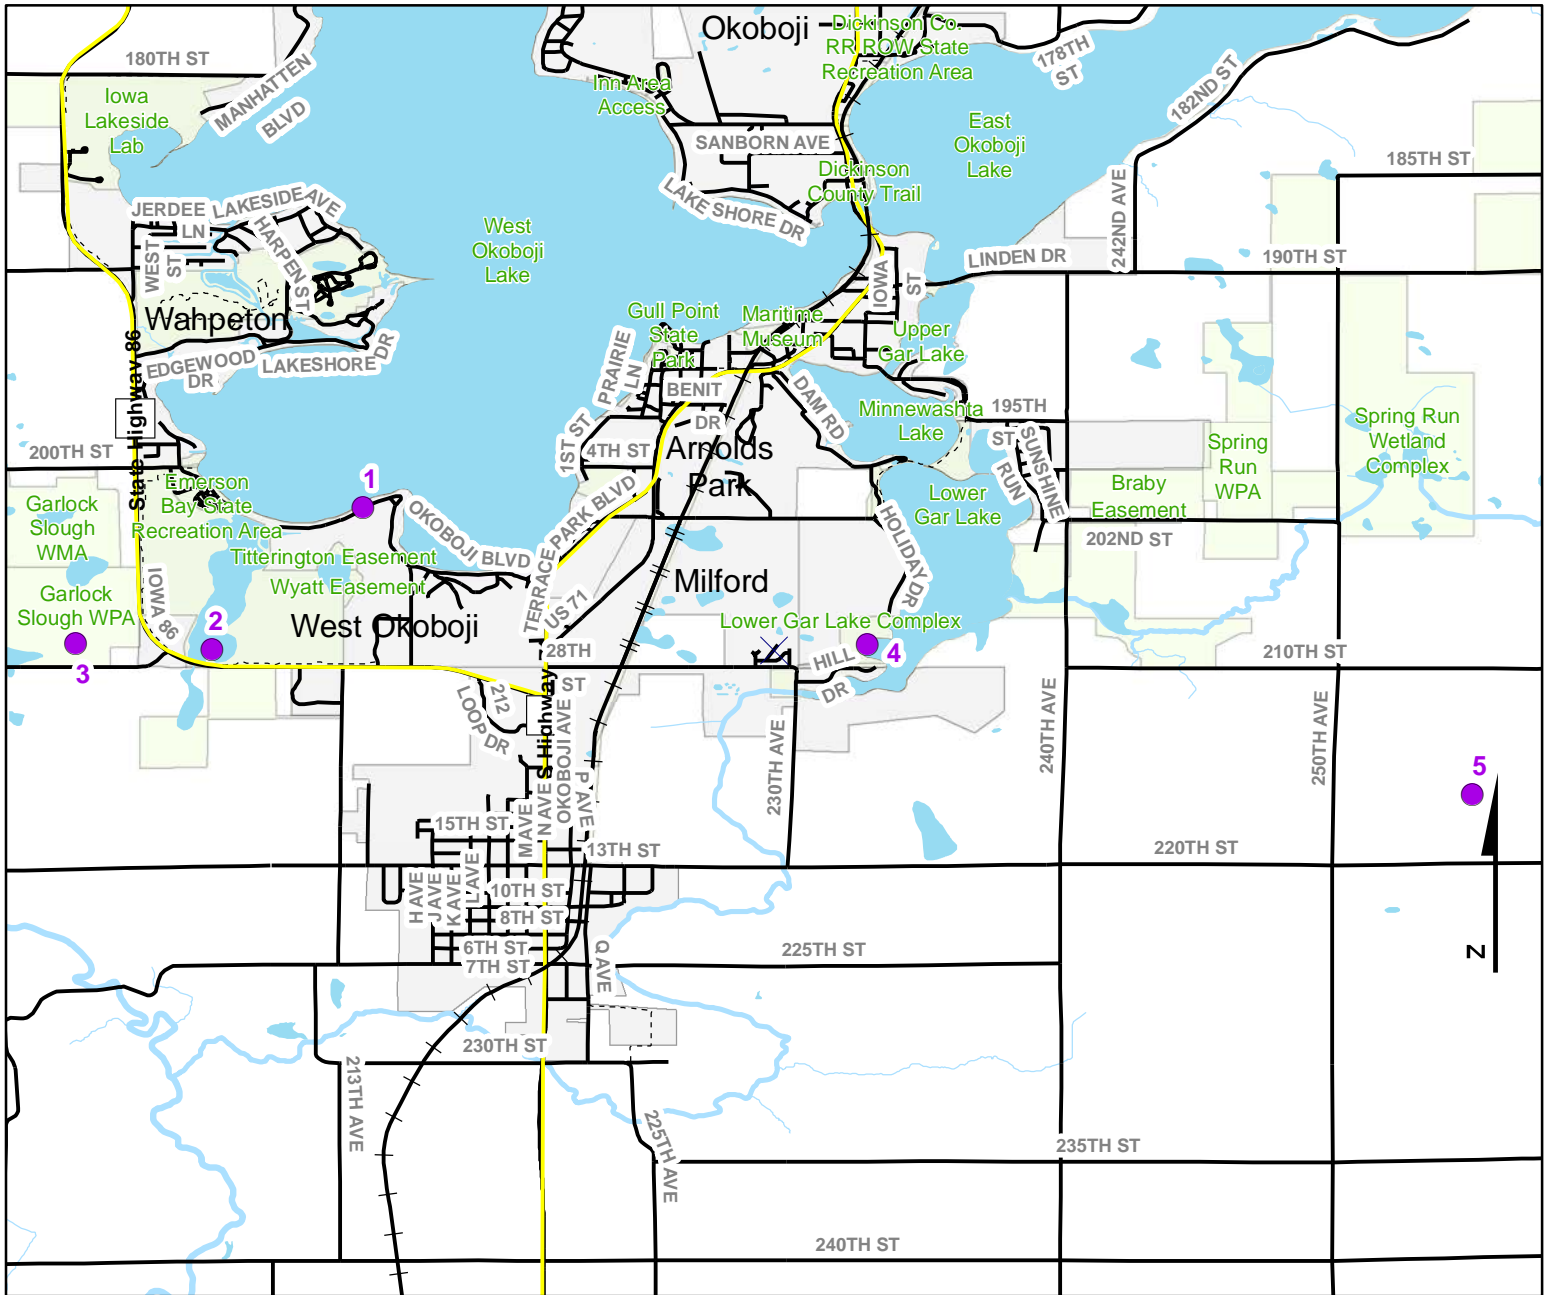 Okoboji
Dickinson Co.
RR ROW State
Recreation Area
178TH
ST
180TH ST
MANHATTEN
BLVD
Iowa
Lakeside
Lab
Inn Area
Access
182ND ST
SANBORN AVE
East
Okoboji
Lake
185TH ST
Dickinson
County Trail
LAKE SHORE DR
242ND AVE
JERDEE
LN
LAKESIDE AVE
HARPEN ST
WEST
ST
West
Okoboji
Lake
LINDEN DR
190TH ST
IOWA
ST
Wahpeton
State Highway 86
EDGEWOOD
DR
LAKESHORE DR
Gull Point
State
Park
Maritime
Museum
Upper
Gar Lake
PRAIRIE
LN
BENIT
DR
DAM RD
Minnewashta
Lake
195TH
ST
SUNSHINE
RUN
Spring Run
Wetland
Complex
Spring
Run
WPA
200TH ST
1ST ST
4TH ST
Arnolds
Park
1
Emerson
Bay State
Recreation Area
Garlock
Slough
WMA
OKOBOJI BLVD
TERRACE PARK BLVD
Lower
Gar Lake
Braby
Easement
202ND ST
HOLIDAY DR
Titterington Easement
Wyatt Easement
Milford
Garlock
Slough WPA
IOWA 86
2
West Okoboji
US 71
Lower Gar Lake Complex
3
28TH
ST
HILL
DR
4
210TH ST
212
LOOP DR
S Highway
OKOBOJI AVE
P AVE
230TH AVE
240TH AVE
250TH AVE
5
15TH ST
M AVE
N AVE
13TH ST
220TH ST
H AVE
J AVE
K AVE
L AVE
10TH ST
8TH ST
6TH ST
7TH ST
Q AVE
225TH ST
Z
230TH ST
213TH AVE
225TH AVE
235TH ST
240TH ST